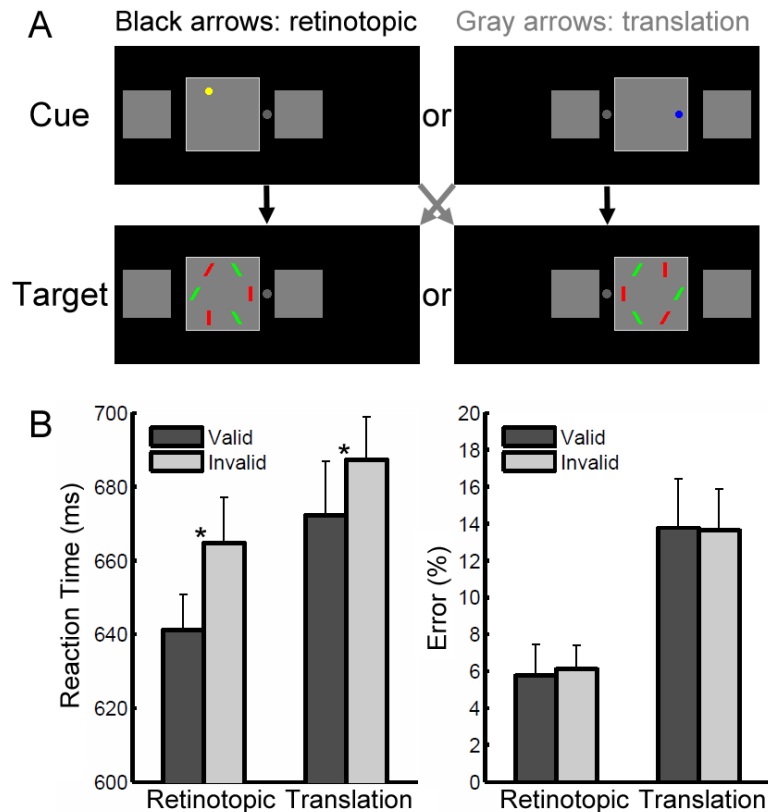 A Black arrows: retinotopic Gray arrows: translation
Cue or
Target or
B
700
680
660
640
620
600
Reaction Time (ms)
Valid
Invalid
*
*
Retinotopic Translation
20
18
16
14
12
10
8
6
4
2
0
Error (%)
Valid
Invalid
Retinotopic Translation